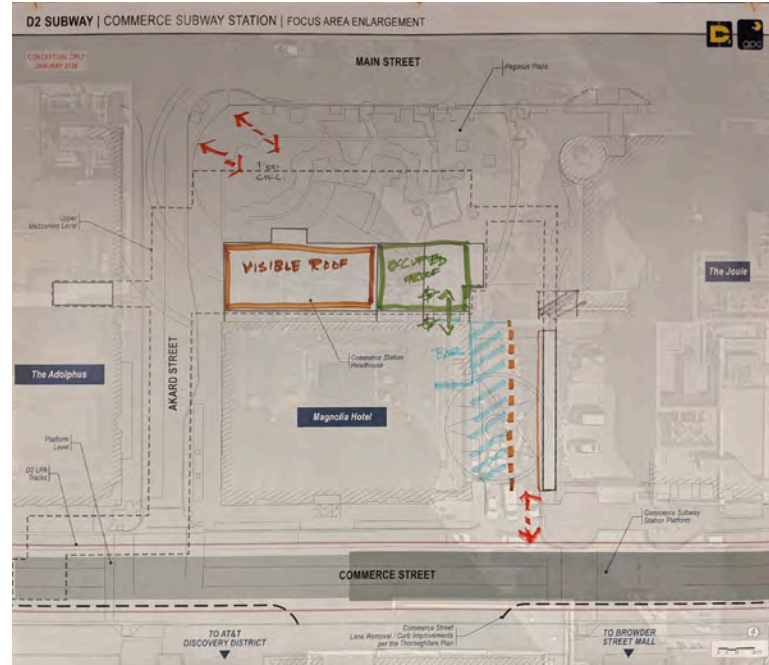 D2 SUBWAY | COMMERCE SUBWAY STATION | FOCUS AREA ENLARGEMENT
CONCEPTUAL ONLY
MAIN STREET
Pegasus Plaza
Upper
Mezzanine Level
VISIBLE ROOF
OCCUPIED
ROOF
The Joule
BAR
Commerce Station
Headhouse
AKARD STREET
The Adolphus
Magnolia Hotel
Platform
Level
D2 LPA
Tracks
Commerce Subway
Station Platform
COMMERCE STREET
TO AT&T
DISCOVERY DISTRICT
Commerce Street
Lane Removal / Curb Improvements
per the Thoroughfare Plan
TO BROWDER
STREET MALL